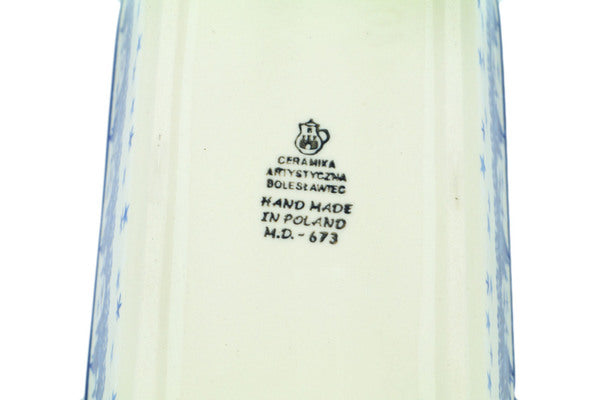 CERAMIKA
ARTYSTYCZNA
BOLESŁAWIEC
HAND MADE
IN POLAND
M.D. - 673